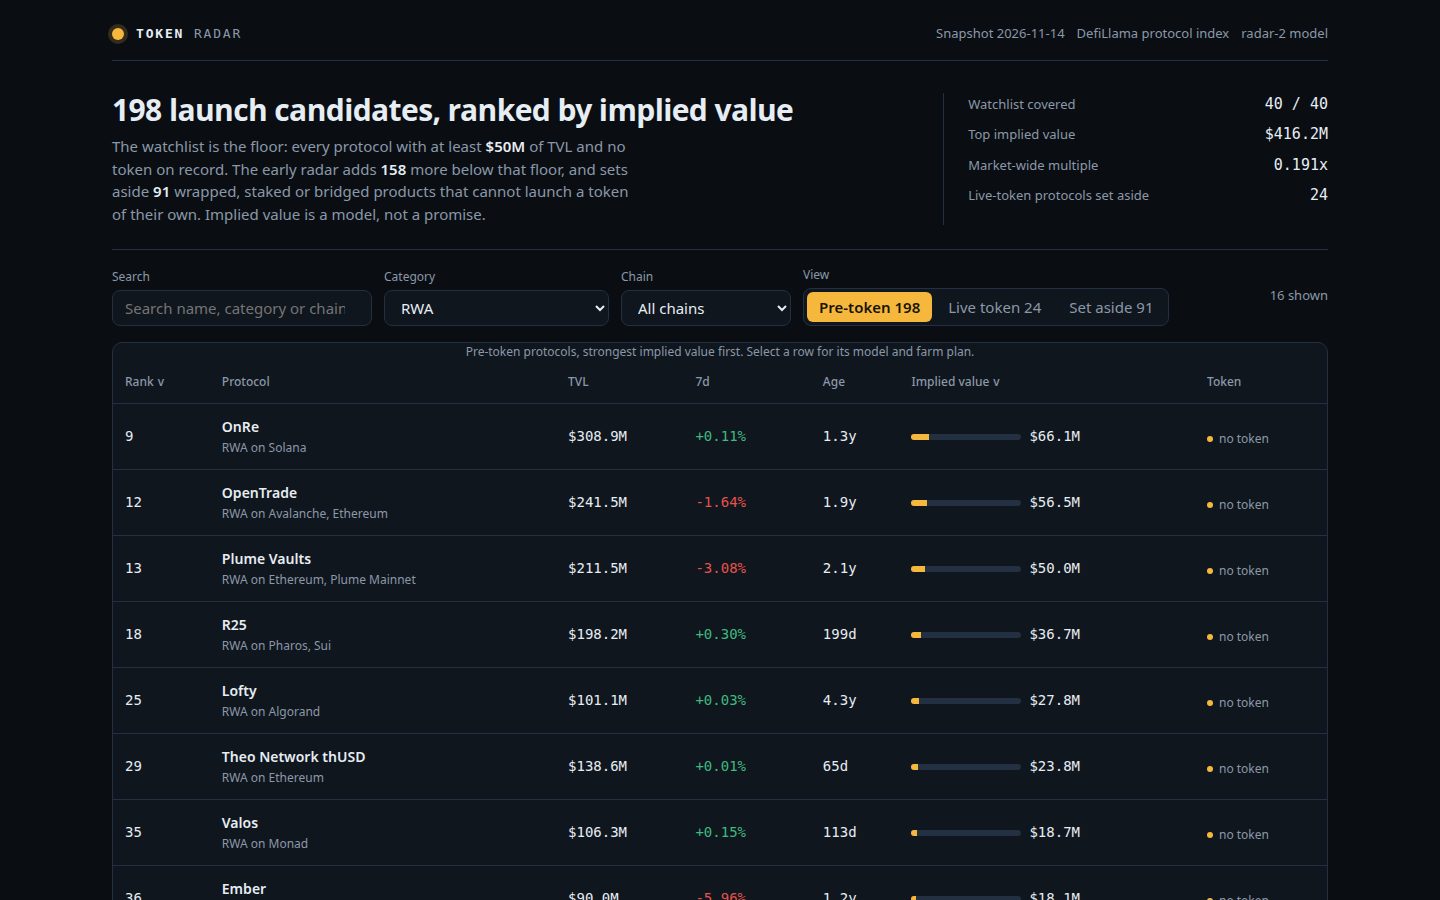 TOKEN RADAR
Snapshot 2026-11-14 DefiLlama protocol index radar-2 model
198 launch candidates, ranked by implied value
The watchlist is the floor: every protocol with at least $50M of TVL and no
token on record. The early radar adds 158 more below that floor, and sets
aside 91 wrapped, staked or bridged products that cannot launch a token
of their own. Implied value is a model, not a promise.
Watchlist covered 40 / 40
Top implied value $416.2M
Market-wide multiple 0.191x
Live-token protocols set aside 24
Search
Category
Chain
View
Search name, category or chain
RWA
All chains
Pre-token 198 Live token 24 Set aside 91
16 shown
Pre-token protocols, strongest implied value first. Select a row for its model and farm plan.
Rank v Protocol TVL 7d Age Implied value v Token
9 OnRe $308.9M +0.11% 1.3y $66.1M no token
RWA on Solana
12 OpenTrade $241.5M -1.64% 1.9y $56.5M no token
RWA on Avalanche, Ethereum
13 Plume Vaults $211.5M -3.08% 2.1y $50.0M no token
RWA on Ethereum, Plume Mainnet
18 R25 $198.2M +0.30% 199d $36.7M no token
RWA on Pharos, Sui
25 Lofty $101.1M +0.03% 4.3y $27.8M no token
RWA on Algorand
29 Theo Network thUSD $138.6M +0.01% 65d $23.8M no token
RWA on Ethereum
35 Valos $106.3M +0.15% 113d $18.7M no token
RWA on Monad
36 Ember $90.0M -5.96% 1.2y $18.1M no token